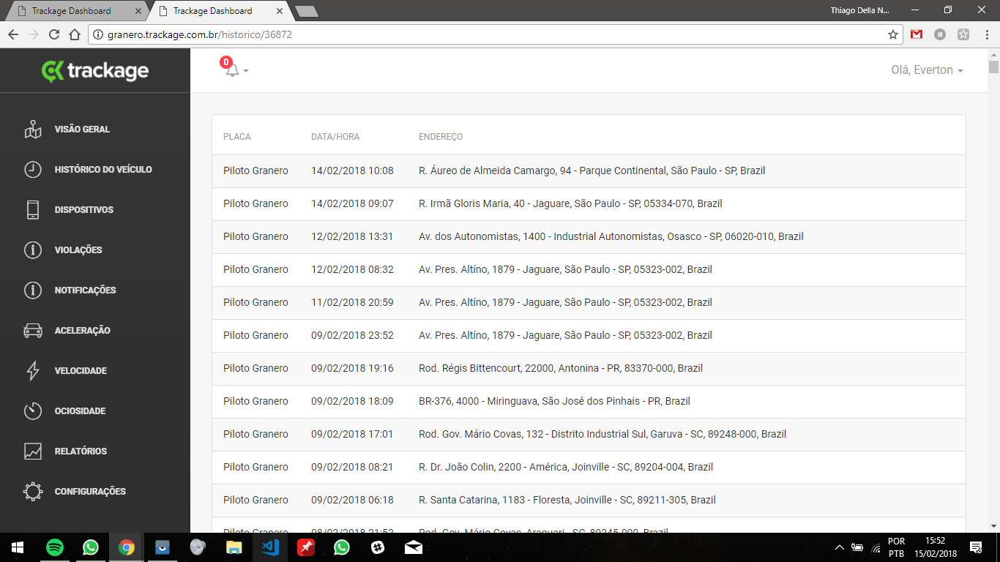 Trackage Dashboard
Trackage Dashboard
Thiago Della N...
granero.trackage.com.br/historico/36872
trackage
0
Olá, Everton
VISÃO GERAL
HISTÓRICO DO VEÍCULO
DISPOSITIVOS
VIOLAÇÕES
NOTIFICAÇÕES
ACELERAÇÃO
VELOCIDADE
OCIOSIDADE
RELATÓRIOS
CONFIGURAÇÕES
PLACA DATA/HORA ENDEREÇO
Piloto Granero 14/02/2018 10:08 R. Áureo de Almeida Camargo, 94 - Parque Continental, São Paulo - SP, Brazil
Piloto Granero 14/02/2018 09:07 R. Irmã Gloris Maria, 40 - Jaguare, São Paulo - SP, 05334-070, Brazil
Piloto Granero 12/02/2018 13:31 Av. dos Autonomistas, 1400 - Industrial Autonomistas, Osasco - SP, 06020-010, Brazil
Piloto Granero 12/02/2018 08:32 Av. Pres. Altíno, 1879 - Jaguare, São Paulo - SP, 05323-002, Brazil
Piloto Granero 11/02/2018 20:59 Av. Pres. Altíno, 1879 - Jaguare, São Paulo - SP, 05323-002, Brazil
Piloto Granero 09/02/2018 23:52 Av. Pres. Altíno, 1879 - Jaguare, São Paulo - SP, 05323-002, Brazil
Piloto Granero 09/02/2018 19:16 Rod. Régis Bittencourt, 22000, Antonina - PR, 83370-000, Brazil
Piloto Granero 09/02/2018 18:09 BR-376, 4000 - Miringuava, São José dos Pinhais - PR, Brazil
Piloto Granero 09/02/2018 17:01 Rod. Gov. Mário Covas, 132 - Distrito Industrial Sul, Garuva - SC, 89248-000, Brazil
Piloto Granero 09/02/2018 08:21 R. Dr. João Colin, 2200 - América, Joinville - SC, 89204-004, Brazil
Piloto Granero 09/02/2018 06:18 R. Santa Catarina, 1183 - Floresta, Joinville - SC, 89211-305, Brazil
Piloto Granero 08/02/2018 21:52 Rod. Gov. Mário Covas, Araquari - SC, 89245-000, Brazil
POR
PTB
15:52
15/02/2018